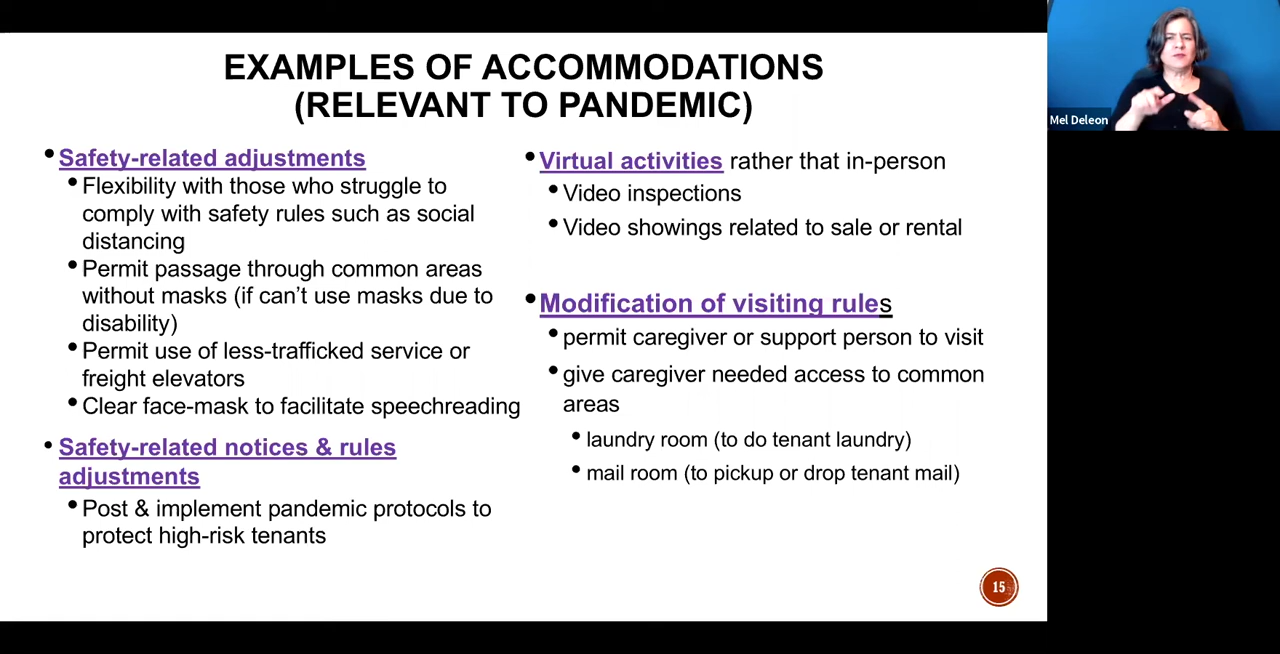 EXAMPLES OF ACCOMMODATIONS
(RELEVANT TO PANDEMIC)
• Safety-related adjustments
• Flexibility with those who struggle to
comply with safety rules such as social
distancing
• Permit passage through common areas
without masks (if can’t use masks due to
disability)
• Permit use of less-trafficked service or
freight elevators
• Clear face-mask to facilitate speechreading
• Safety-related notices & rules
adjustments
• Post & implement pandemic protocols to
protect high-risk tenants
• Virtual activities rather that in-person
• Video inspections
• Video showings related to sale or rental
• Modification of visiting rules
• permit caregiver or support person to visit
• give caregiver needed access to common
areas
• laundry room (to do tenant laundry)
• mail room (to pickup or drop tenant mail)
15
Mel Deleon